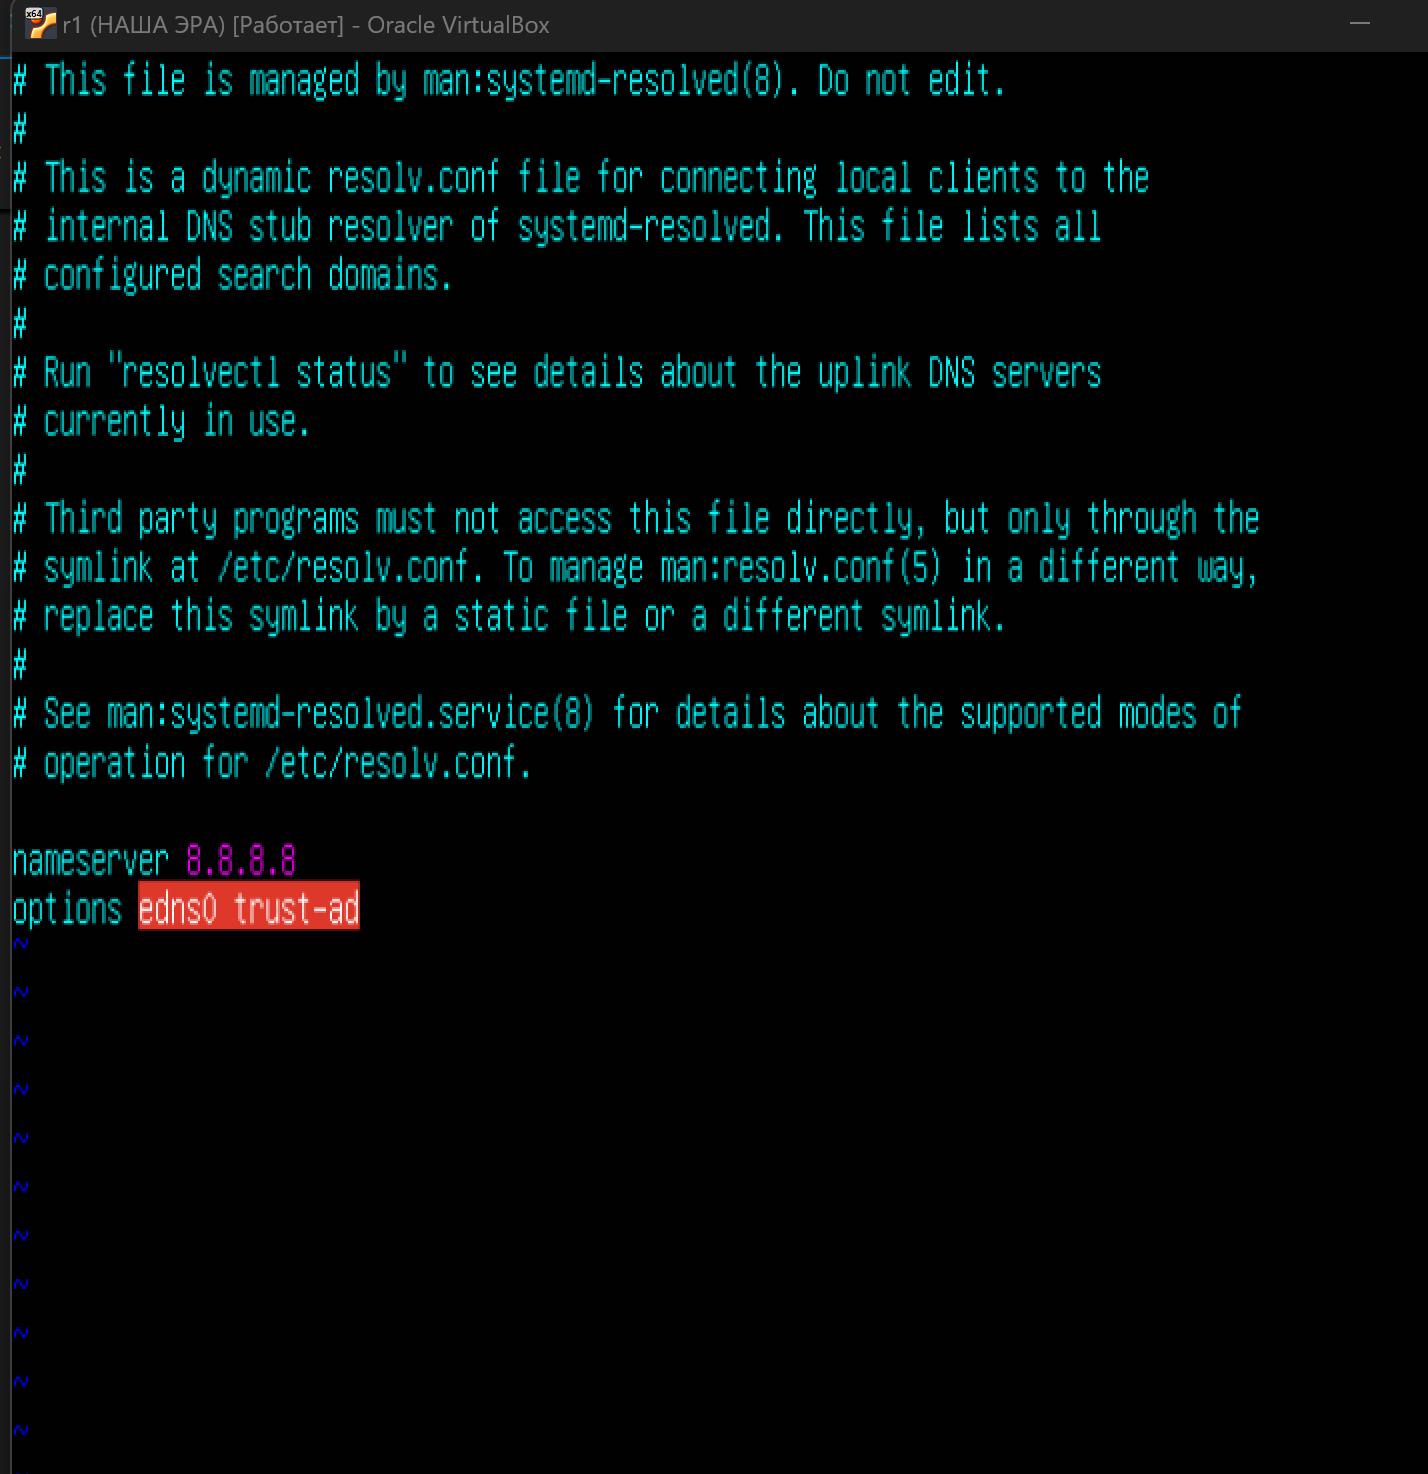 r1 (НАША ЭРА) [Работает] - Oracle VirtualBox
# This file is managed by man:systemd-resolved(8). Do not edit.
#
# This is a dynamic resolv.conf file for connecting local clients to the
# internal DNS stub resolver of systemd-resolved. This file lists all
# configured search domains.
#
# Run "resolvectl status" to see details about the uplink DNS servers
# currently in use.
#
# Third party programs must not access this file directly, but only through the
# symlink at /etc/resolv.conf. To manage man:resolv.conf(5) in a different way,
# replace this symlink by a static file or a different symlink.
#
# See man:systemd-resolved.service(8) for details about the supported modes of
# operation for /etc/resolv.conf.
nameserver 8.8.8.8
options edns0 trust-ad
~
~
~
~
~
~
~
~
~
~
~